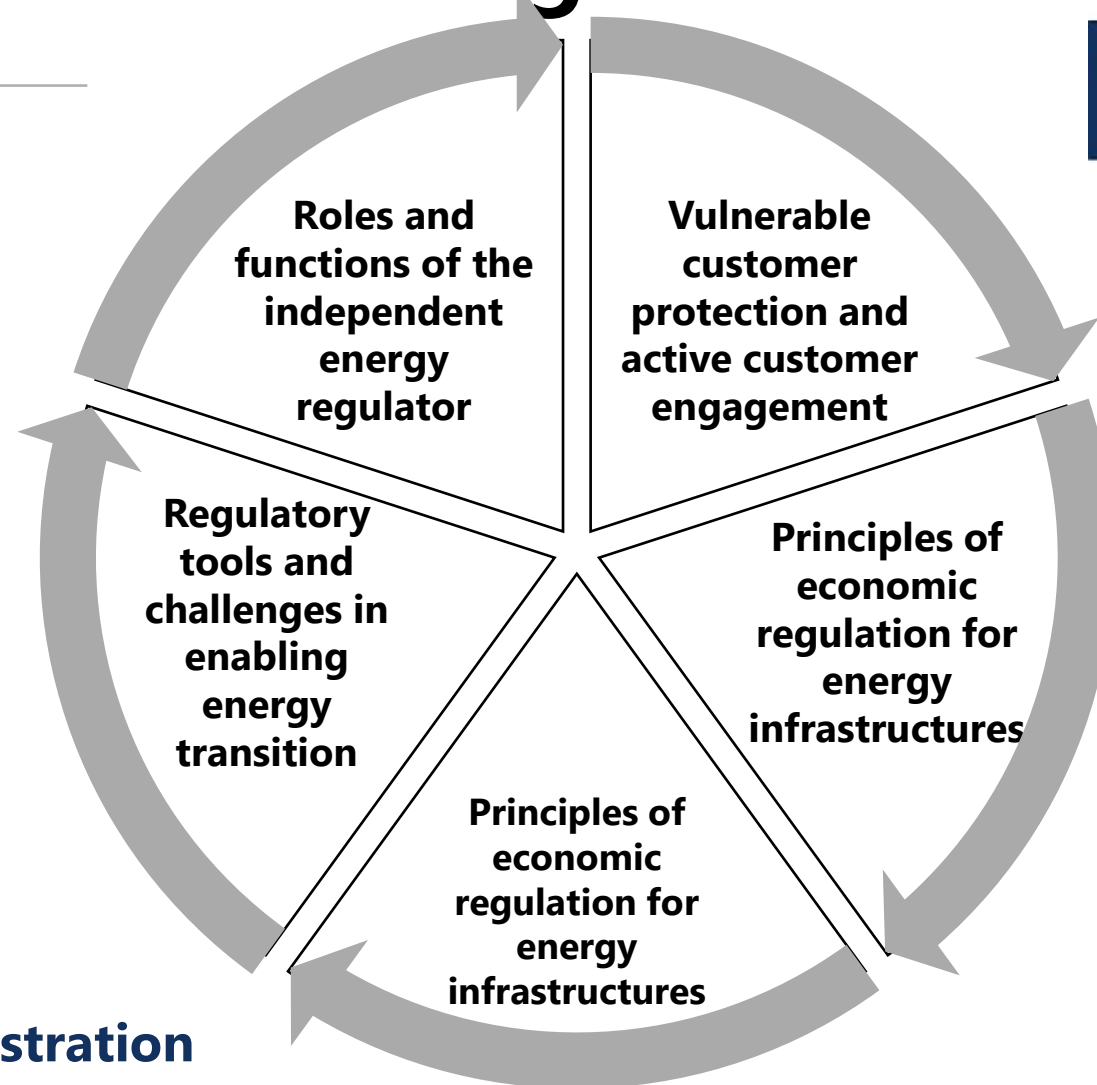 Roles and
functions of the
independent
energy
regulator
Vulnerable
customer
protection and
active customer
engagement
Principles of
economic
regulation for
energy
infrastructures
Principles of
economic
regulation for
energy
infrastructures
Regulatory
tools and
challenges in
enabling
energy
transition
stration